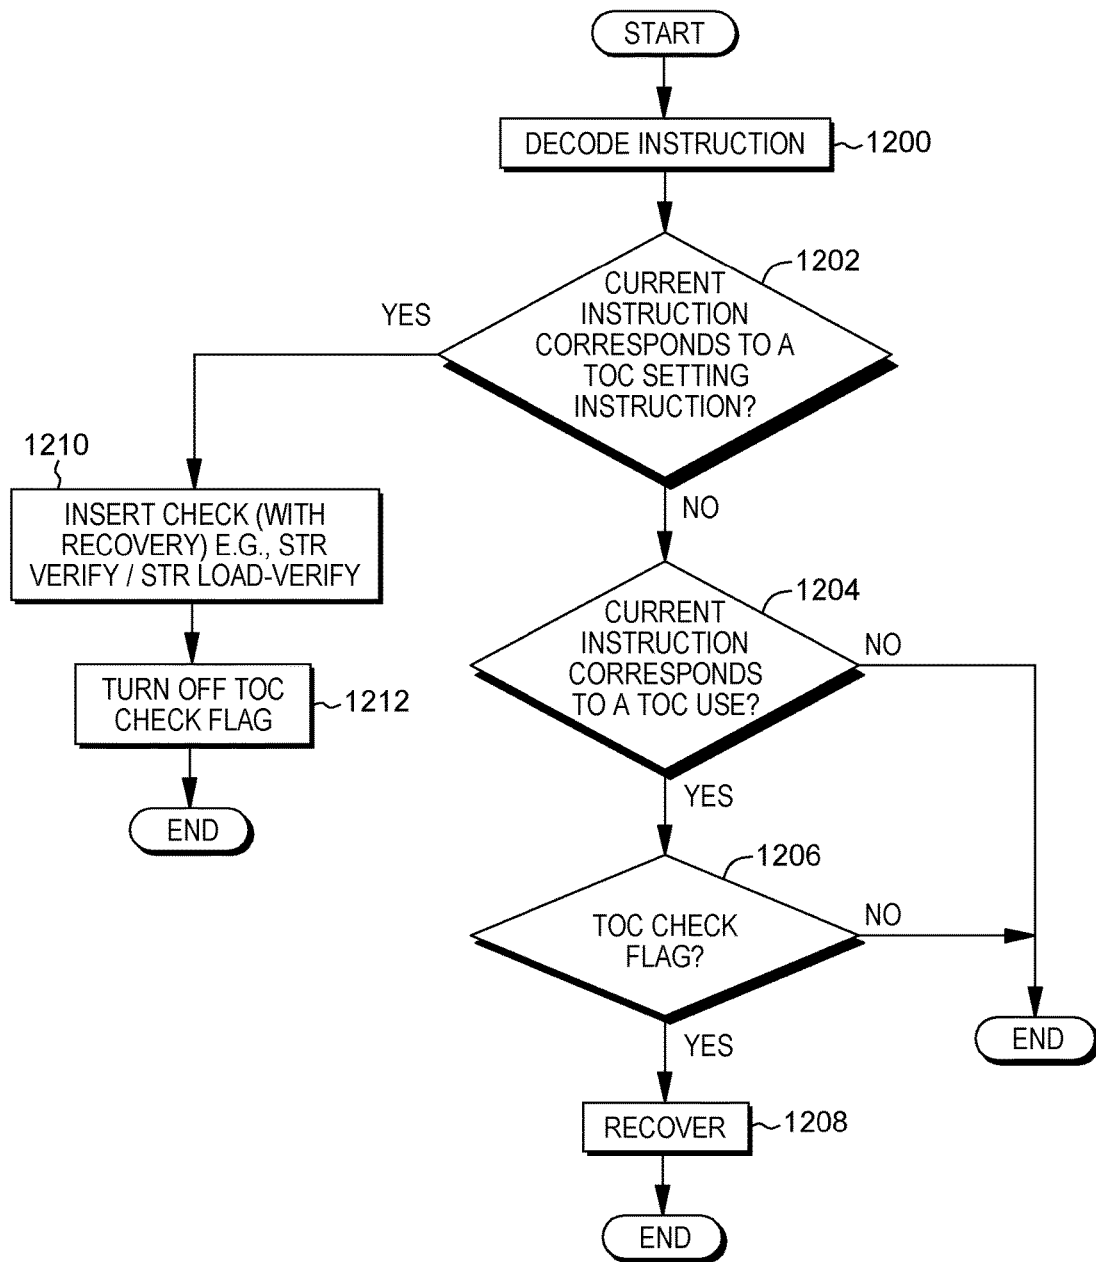 START
DECODE INSTRUCTION
1200
1202
CURRENT
INSTRUCTION
CORRESPONDS TO A
TOC SETTING
INSTRUCTION?
YES
NO
1210
INSERT CHECK (WITH
RECOVERY) E.G., STR
VERIFY / STR LOAD-VERIFY
TURN OFF TOC
CHECK FLAG
1212
END
1204
CURRENT
INSTRUCTION
CORRESPONDS
TO A TOC USE?
NO
YES
1206
TOC CHECK
FLAG?
NO
YES
END
RECOVER
1208
END